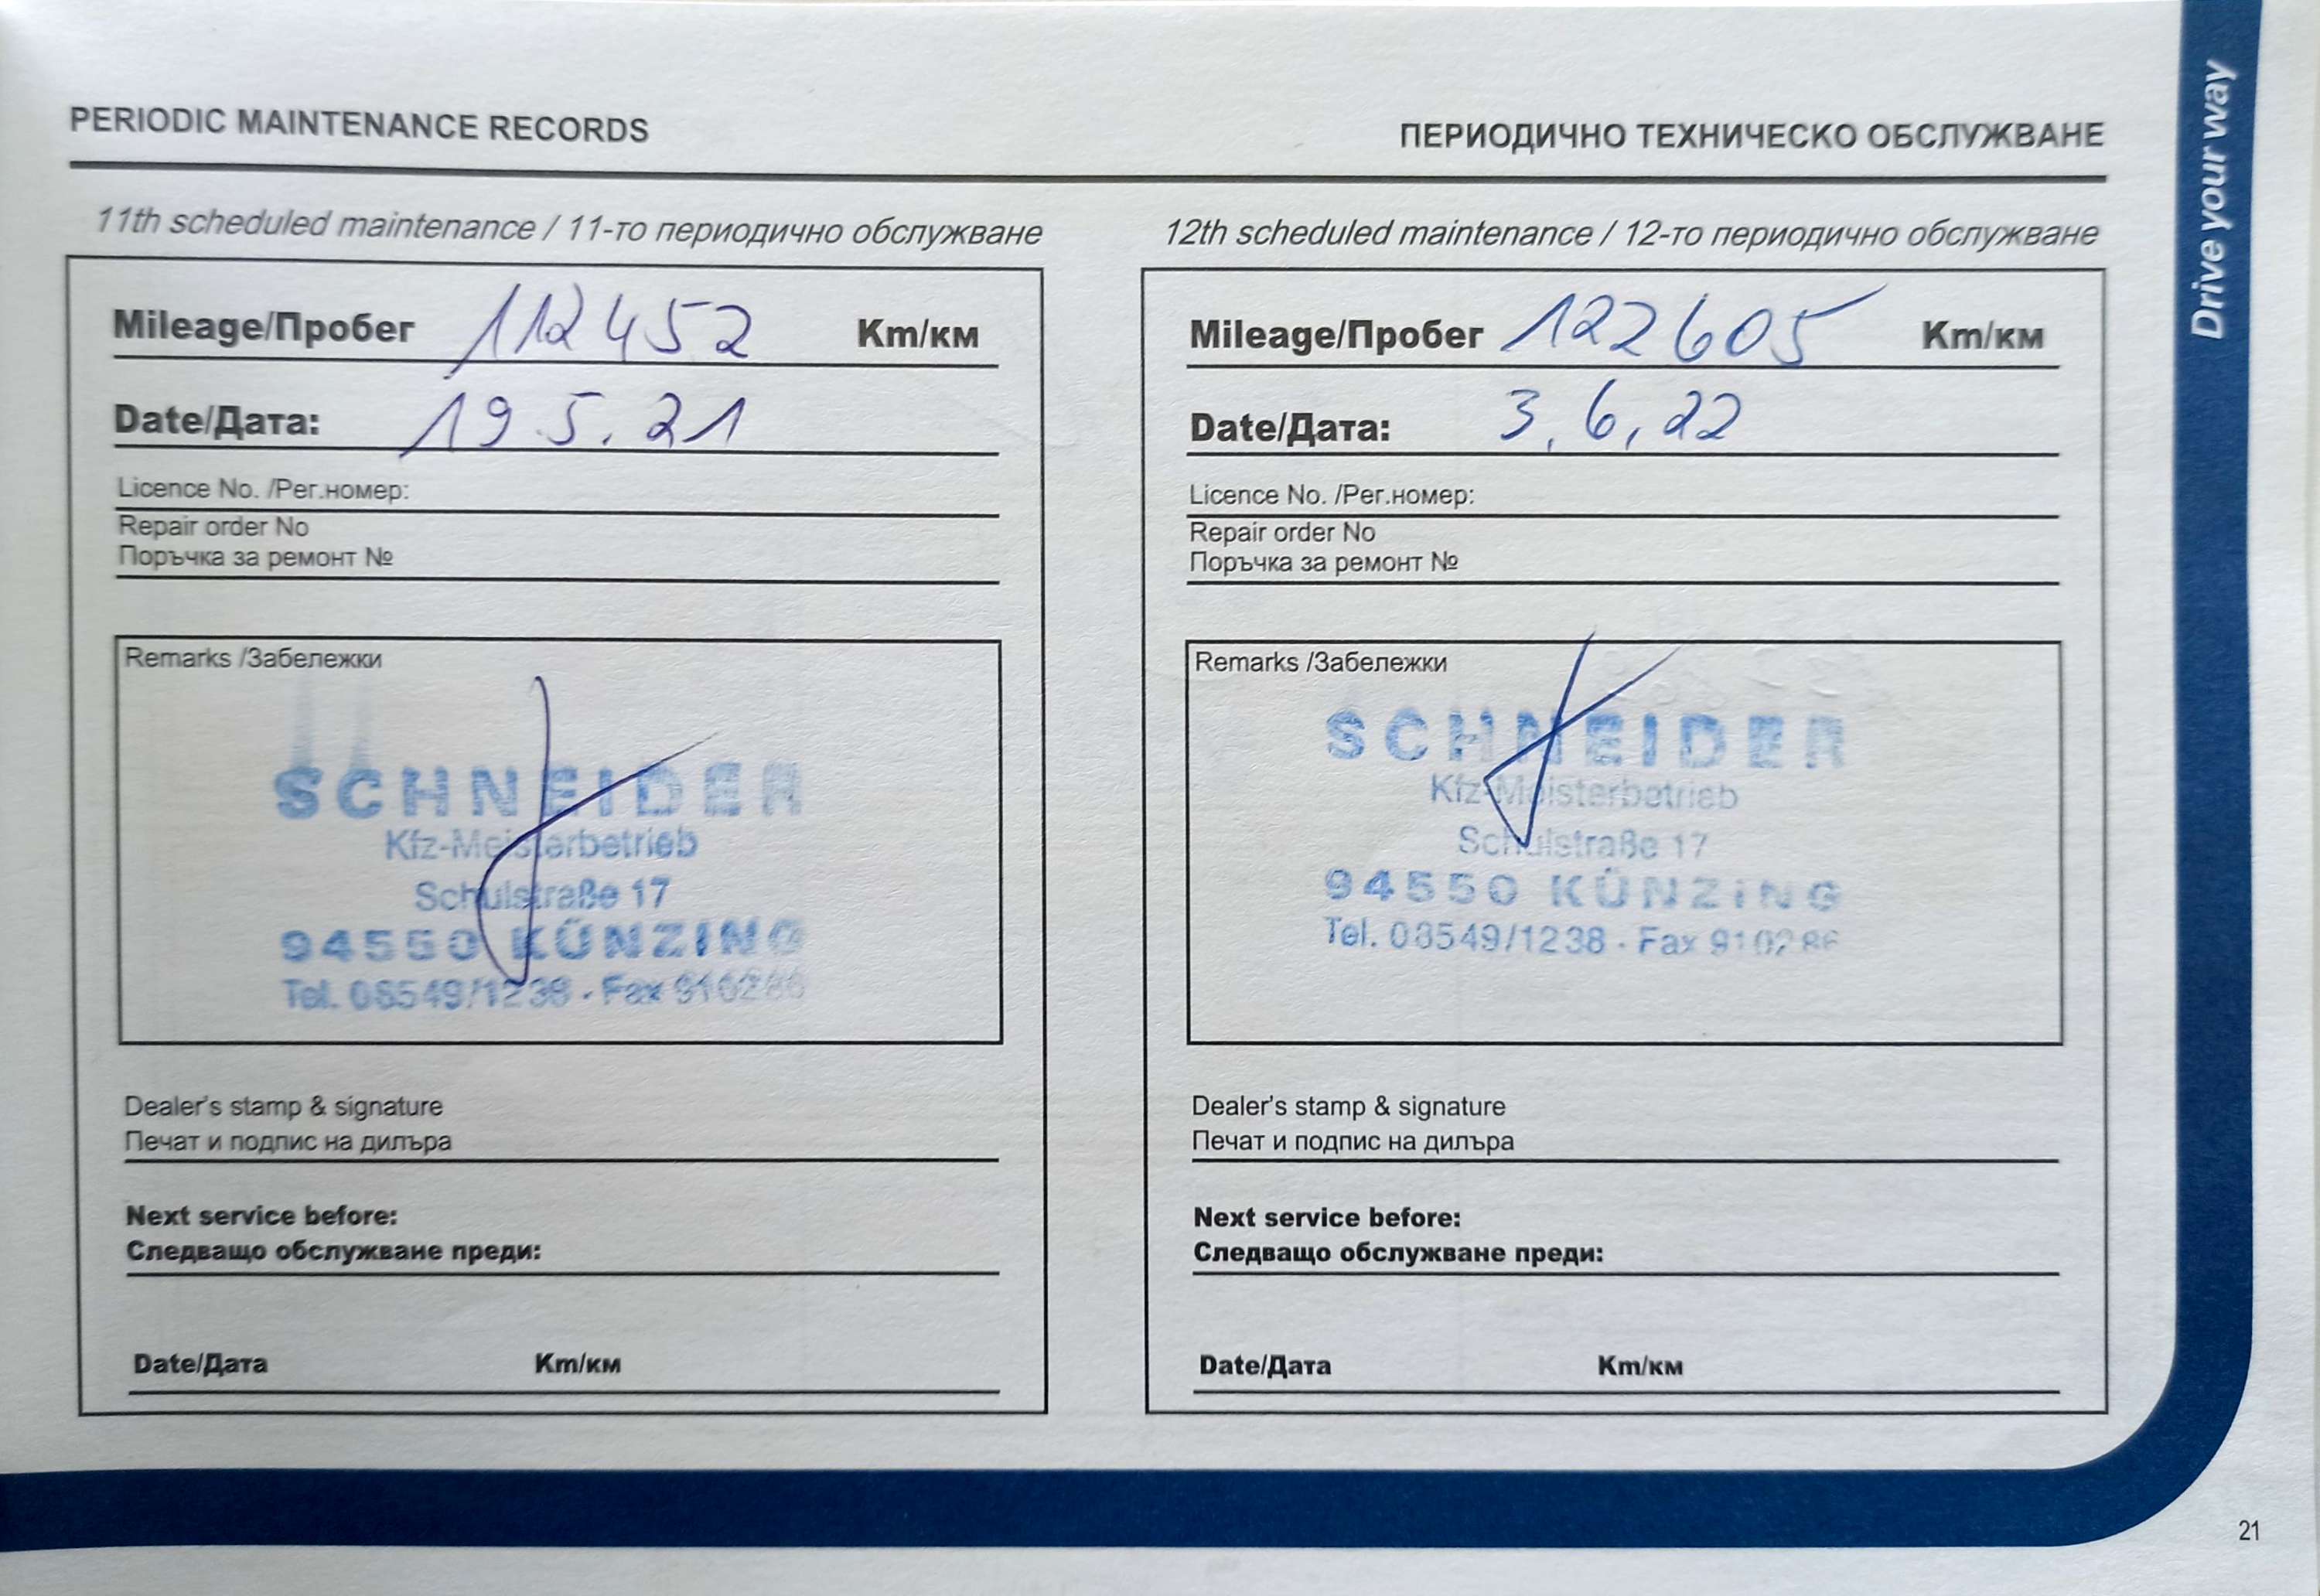 PERIODIC MAINTENANCE RECORDS
ПЕРИОДИЧНО ТЕХНИЧЕСКО ОБСЛУЖВАНЕ
Drive your way
11th scheduled maintenance / 11-то периодично обслужване
Mileage/Пробег 112452 Km/км
Date/Дата: 19.5.21
Licence No. /Рег.номер:
Repair order No
Поръчка за ремонт №
Remarks /Забележки
SCHNEIDER
Kfz-Meisterbetrieb
Schulstraße 17
94550 KÜNZING
Tel. 08549/1238 - Fax 910286
Dealer's stamp & signature
Печат и подпис на дилъра
Next service before:
Следващо обслужване преди:
Date/Дата Km/км
12th scheduled maintenance / 12-то периодично обслужване
Mileage/Пробег 122605 Km/км
Date/Дата: 3,6,22
Licence No. /Рег.номер:
Repair order No
Поръчка за ремонт №
Remarks /Забележки
SCHNEIDER
Kfz-Meisterbetrieb
Schulstraße 17
94550 KÜNZING
Tel. 08549/1238 - Fax 910286
Dealer's stamp & signature
Печат и подпис на дилъра
Next service before:
Следващо обслужване преди:
Date/Дата Km/км
21